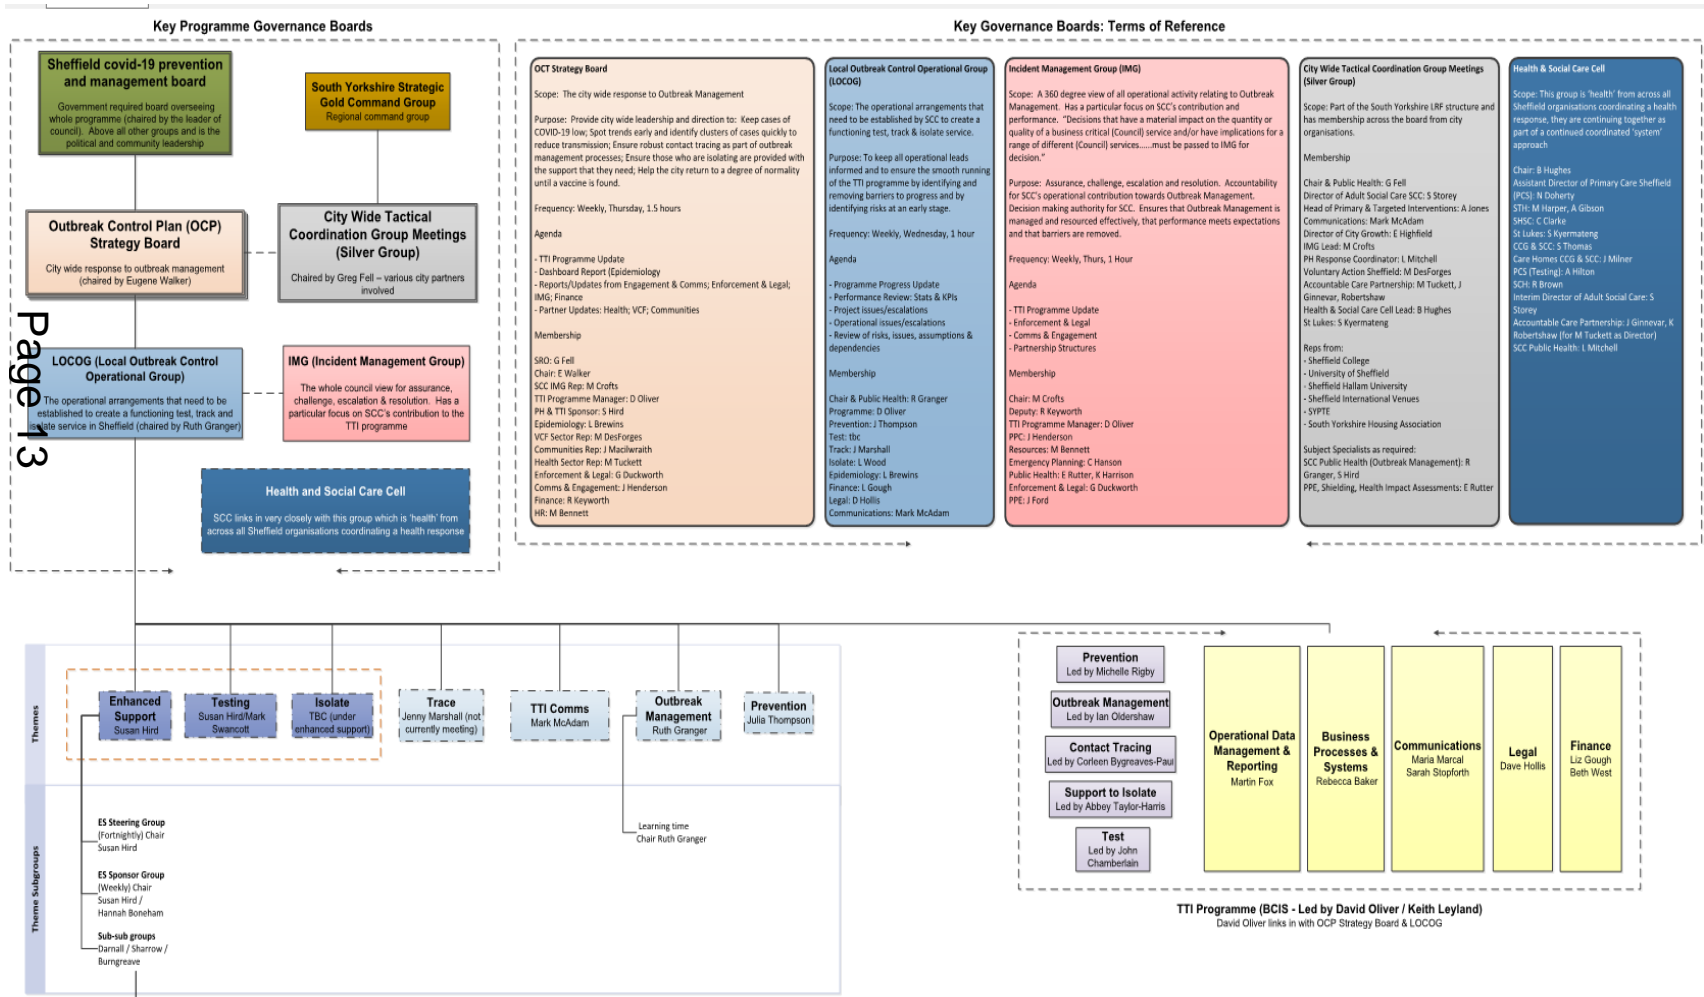 Key Programme Governance Boards
Sheffield covid-19 prevention
and management board
Government required board overseeing
whole programme (chaired by the leader of
council). Above all other groups and is the
political and community leadership
South Yorkshire Strategic
Gold Command Group
Regional command group
Outbreak Control Plan (OCP)
Strategy Board
City wide response to outbreak management
(chaired by Eugene Walker)
City Wide Tactical
Coordination Group Meetings
(Silver Group)
Chaired by Greg Fell – various city partners
involved
Page 13
LOCOG (Local Outbreak Control
Operational Group)
The operational arrangements that need to be
established to create a functioning test, track and
isolate service in Sheffield (chaired by Ruth Granger)
IMG (Incident Management Group)
The whole council view for assurance,
challenge, escalation & resolution. Has a
particular focus on SCC's contribution to the
TTI programme
Health and Social Care Cell
SCC links in very closely with this group which is 'health' from
across all Sheffield organisations coordinating a health response
Key Governance Boards: Terms of Reference
OCT Strategy Board
Scope: The city wide response to Outbreak Management
Purpose: Provide city wide leadership and direction to: Keep cases of
COVID-19 low; Spot trends early and identify clusters of cases quickly to
reduce transmission; Ensure robust contact tracing as part of outbreak
management processes; Ensure those who are isolating are provided with
the support that they need; Help the city return to a degree of normality
until a vaccine is found.
Frequency: Weekly, Thursday, 1.5 hours
Agenda
- TTI Programme Update
- Dashboard Report (Epidemiology
- Reports/Updates from Engagement & Comms; Enforcement & Legal;
IMG; Finance
- Partner Updates: Health; VCF; Communities
Membership
SRO: G Fell
Chair: E Walker
SCC IMG Rep: M Crofts
TTI Programme Manager: D Oliver
PH & TTI Sponsor: S Hird
Epidemiology: L Brewins
VCF Sector Rep: M DesForges
Communities Rep: J Macilwraith
Health Sector Rep: M Tuckett
Enforcement & Legal: G Duckworth
Comms & Engagement: J Henderson
Finance: R Keyworth
HR: M Bennett
Local Outbreak Control Operational Group
(LOCOG)
Scope: The operational arrangements that
need to be established by SCC to create a
functioning test, track & isolate service.
Purpose: To keep all operational leads
informed and to ensure the smooth running
of the TTI programme by identifying and
removing barriers to progress and by
identifying risks at an early stage.
Frequency: Weekly, Wednesday, 1 hour
Agenda
- Programme Progress Update
- Performance Review: Stats & KPIs
- Project issues/escalations
- Operational issues/escalations
- Review of risks, issues, assumptions &
dependencies
Membership
Chair & Public Health: R Granger
Programme: D Oliver
Prevention: J Thompson
Test: tbc
Track: J Marshall
Isolate: L Wood
Epidemiology: L Brewins
Finance: L Gough
Legal: D Hollis
Communications: Mark McAdam
Incident Management Group (IMG)
Scope: A 360 degree view of all operational activity relating to Outbreak
Management. Has a particular focus on SCC's contribution and
performance. "Decisions that have a material impact on the quantity or
quality of a business critical (Council) service and/or have implications for a
range of different (Council) services......must be passed to IMG for
decision."
Purpose: Assurance, challenge, escalation and resolution. Accountability
for SCC's operational contribution towards Outbreak Management.
Decision making authority for SCC. Ensures that Outbreak Management is
managed and resourced effectively, that performance meets expectations
and that barriers are removed.
Frequency: Weekly, Thurs, 1 Hour
Agenda
- TTI Programme Update
- Enforcement & Legal
- Comms & Engagement
- Partnership Structures
Membership
Chair: M Crofts
Deputy: R Keyworth
TTI Programme Manager: D Oliver
PPC: J Henderson
Resources: M Bennett
Emergency Planning: C Hanson
Public Health: E Rutter, K Harrison
Enforcement & Legal: G Duckworth
PPE: J Ford
City Wide Tactical Coordination Group Meetings
(Silver Group)
Scope: Part of the South Yorkshire LRF structure and
has membership across the board from city
organisations.
Membership
Chair & Public Health: G Fell
Director of Adult Social Care SCC: S Storey
Head of Primary & Targeted Interventions: A Jones
Communications: Mark McAdam
Director of City Growth: E Highfield
IMG Lead: M Crofts
PH Response Coordinator: L Mitchell
Voluntary Action Sheffield: M DesForges
Accountable Care Partnership: M Tuckett, J
Ginnevar, Robertshaw
Health & Social Care Cell Lead: B Hughes
St Lukes: S Kyermateng
Reps from:
- Sheffield College
- University of Sheffield
- Sheffield Hallam University
- Sheffield International Venues
- SYPTE
- South Yorkshire Housing Association
Subject Specialists as required:
SCC Public Health (Outbreak Management): R
Granger, S Hird
PPE, Shielding, Health Impact Assessments: E Rutter
Health & Social Care Cell
Scope: This group is 'health' from across all
Sheffield organisations coordinating a health
response, they are continuing together as
part of a continued coordinated 'system'
approach
Chair: B Hughes
Assistant Director of Primary Care Sheffield
(PCS): N Doherty
STH: M Harper, A Gibson
SHSC: C Clarke
St Lukes: S Kyermateng
CCG & SCC: S Thomas
Care Homes CCG & SCC: J Milner
PCS (Testing): A Hilton
SCH: R Brown
Interim Director of Adult Social Care: S
Storey
Accountable Care Partnership: J Ginnevar, K
Robertshaw (for M Tuckett as Director)
SCC Public Health: L Mitchell
Themes
Enhanced
Support
Susan Hird
Testing
Susan Hird/Mark
Swancott
Isolate
TBC (under
enhanced support)
Trace
Jenny Marshall (not
currently meeting)
TTI Comms
Mark McAdam
Outbreak
Management
Ruth Granger
Prevention
Julia Thompson
Theme Subgroups
ES Steering Group
(Fortnightly) Chair
Susan Hird
ES Sponsor Group
(Weekly) Chair
Susan Hird /
Hannah Boneham
Sub-sub groups
Darnall / Sharrow /
Burngreave
Learning time
Chair Ruth Granger
Prevention
Led by Michelle Rigby
Outbreak Management
Led by Ian Oldershaw
Contact Tracing
Led by Corleen Bygreaves-Paul
Support to Isolate
Led by Abbey Taylor-Harris
Test
Led by John
Chamberlain
Operational Data
Management &
Reporting
Martin Fox
Business
Processes &
Systems
Rebecca Baker
Communications
Maria Marcal
Sarah Stopforth
Legal
Dave Hollis
Finance
Liz Gough
Beth West
TTI Programme (BCIS - Led by David Oliver / Keith Leyland)
David Oliver links in with OCP Strategy Board & LOCOG